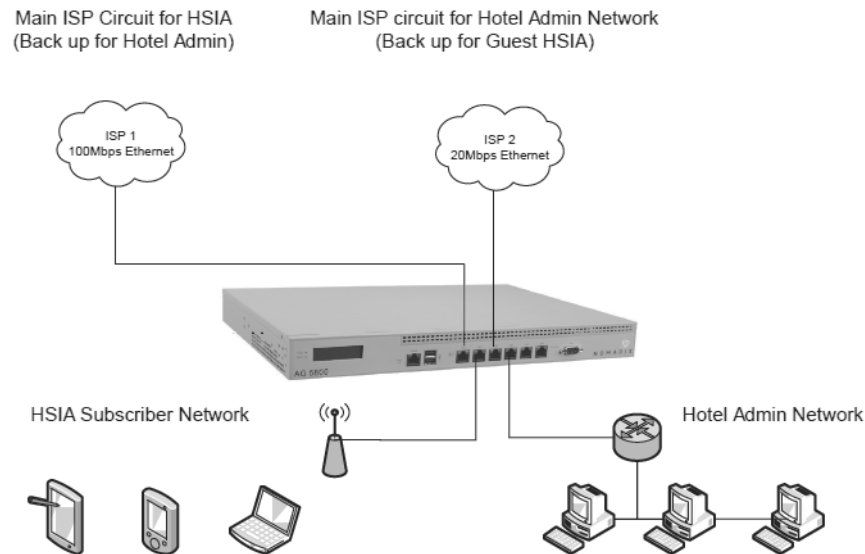 Main ISP Circuit for HSIA
(Back up for Hotel Admin)
Main ISP circuit for Hotel Admin Network
(Back up for Guest HSIA)
ISP 1
100Mbps Ethernet
ISP 2
20Mbps Ethernet
AG 5800
NOMADIX
HSIA Subscriber Network
Hotel Admin Network